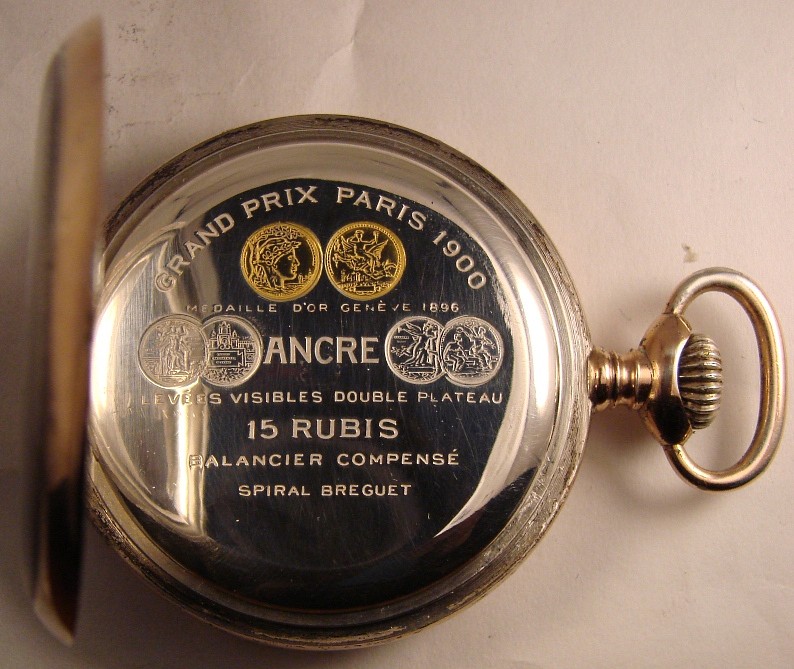 GRAND PRIX PARIS 1900
MEDAILLE D'OR GENÈVE 1896
ANCRE
LEVÉES VISIBLES DOUBLE PLATEAU
15 RUBIS
BALANCIER COMPENSÉ
SPIRAL BREGUET